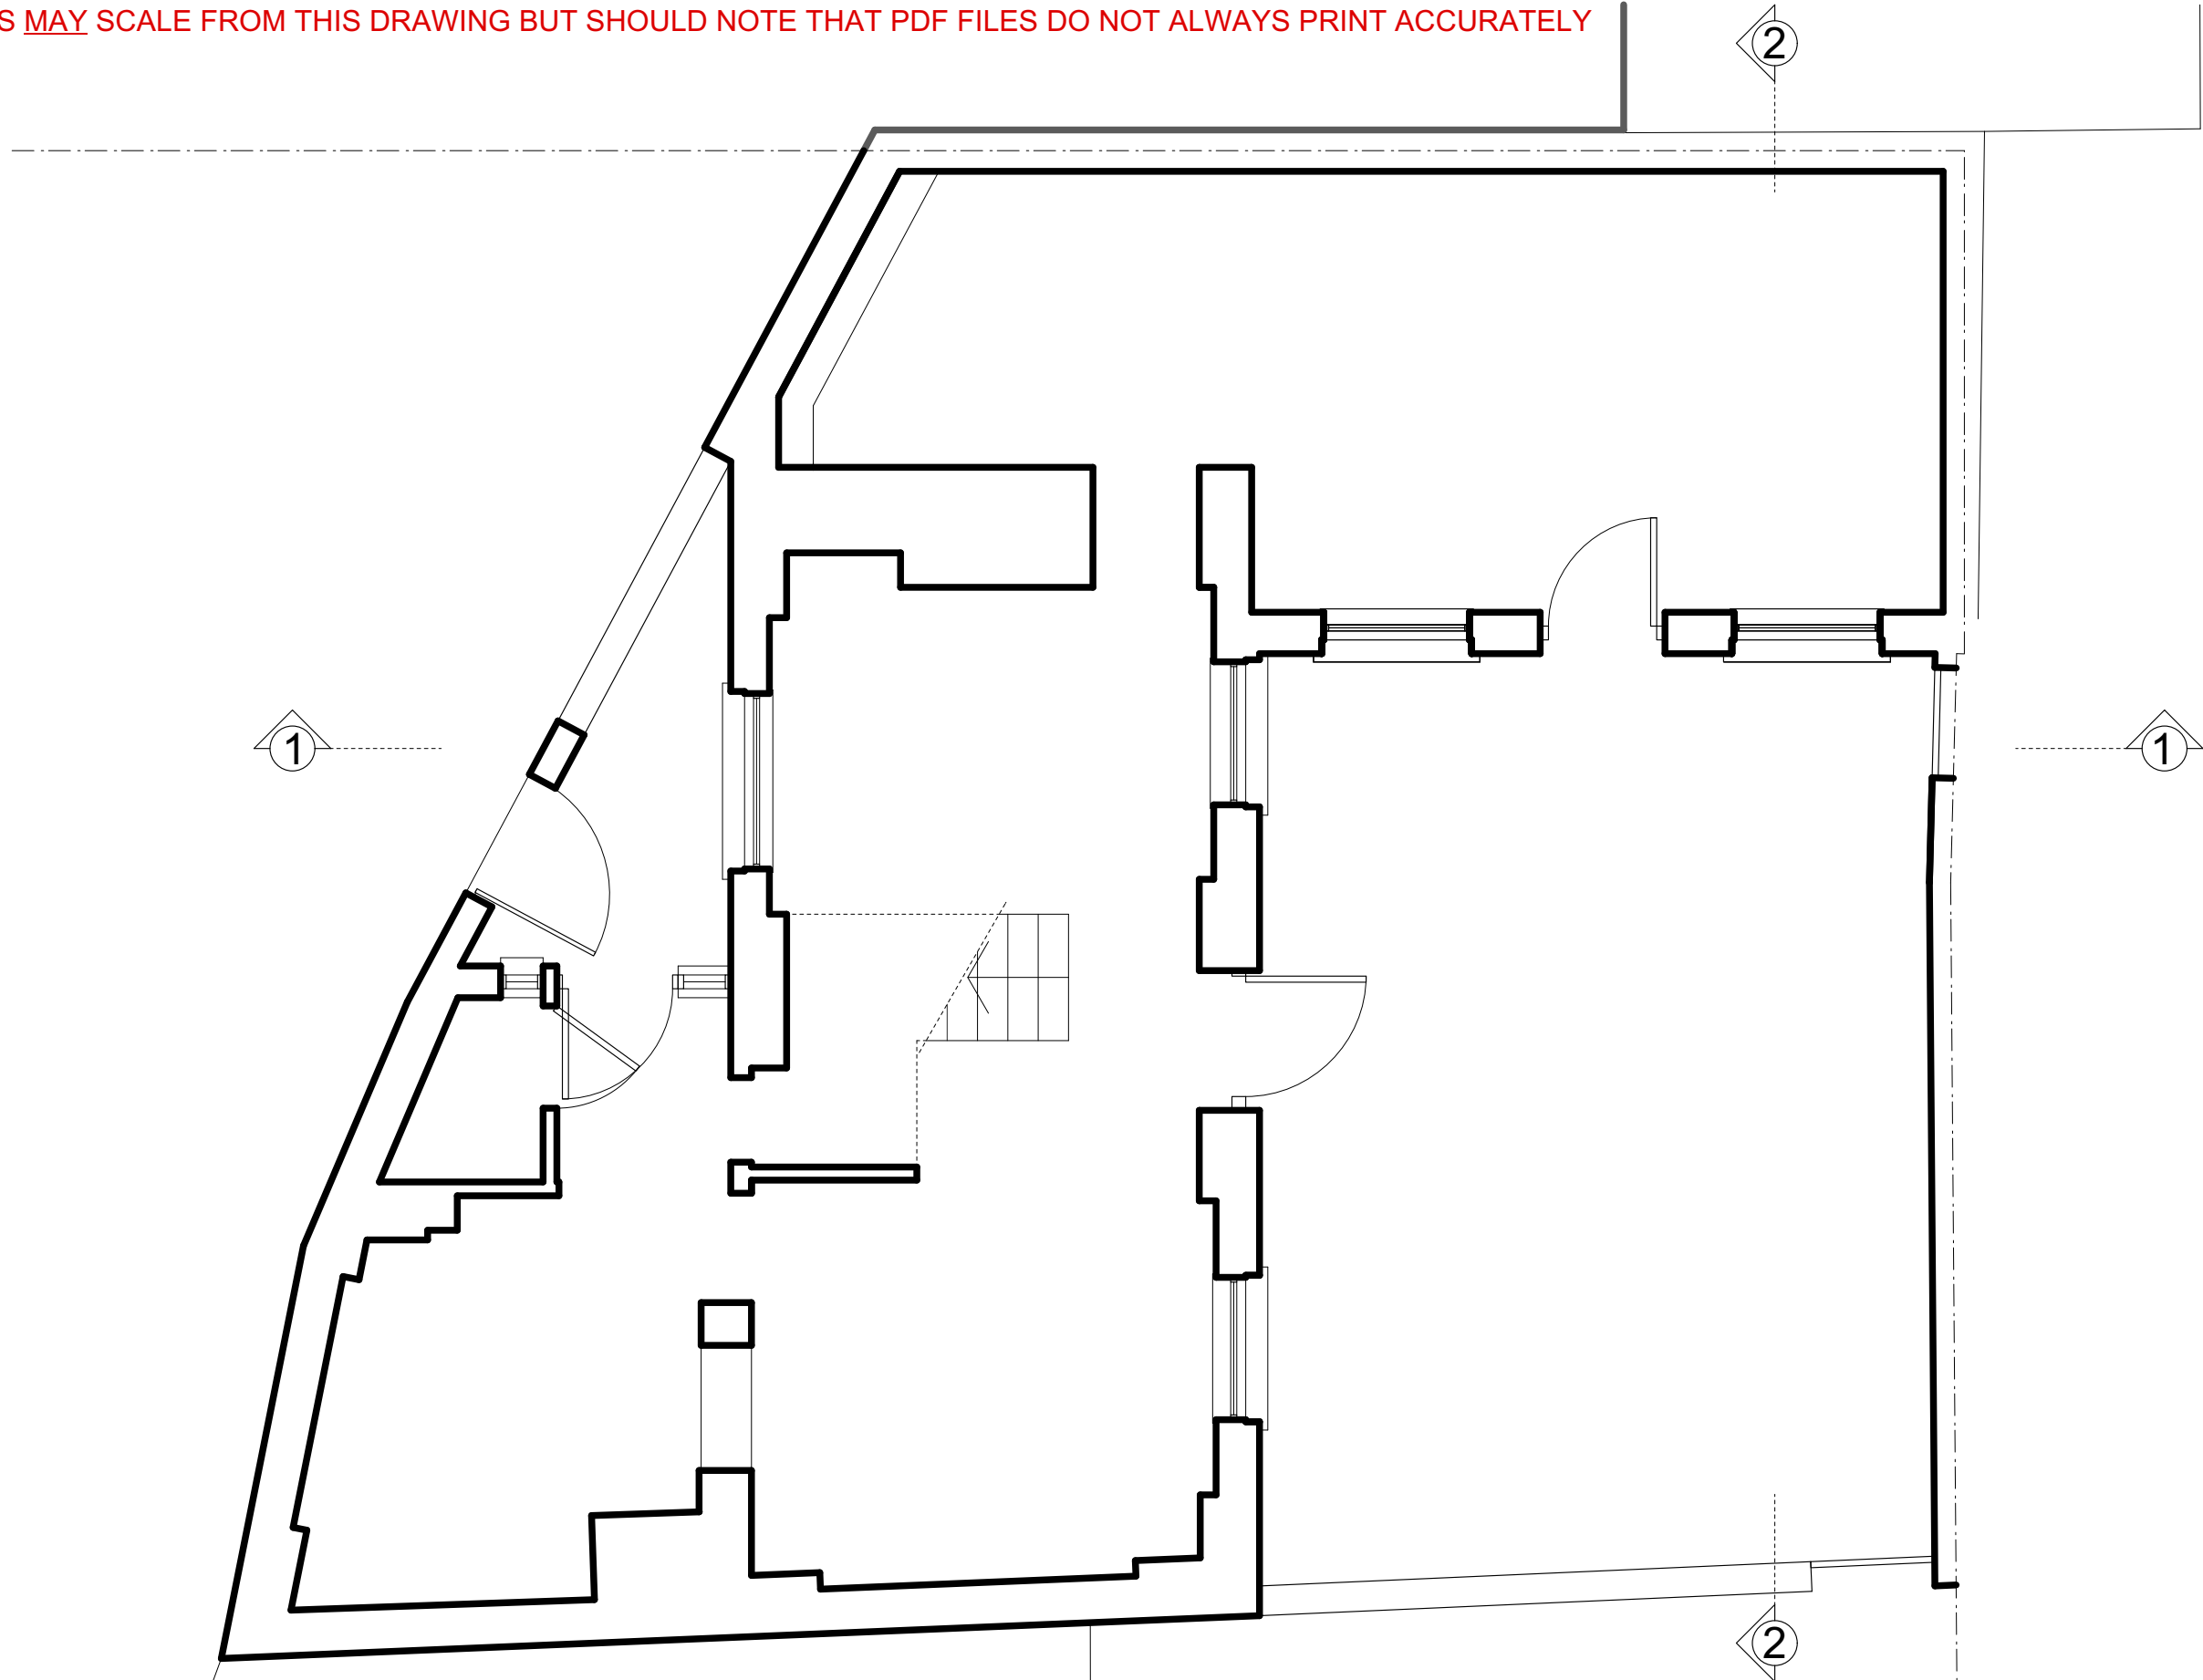 S MAY SCALE FROM THIS DRAWING BUT SHOULD NOTE THAT PDF FILES DO NOT ALWAYS PRINT ACCURATELY
2
1
1
2